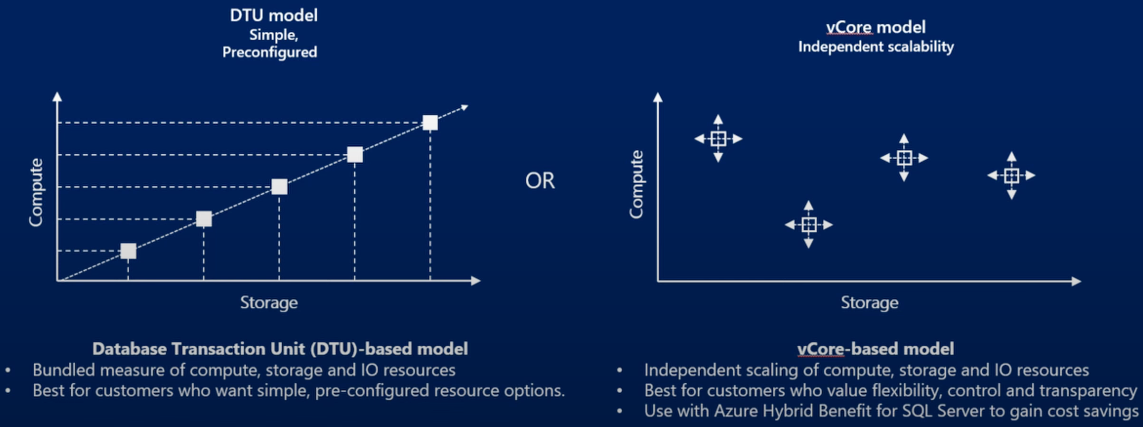 DTU model
Simple,
Preconfigured
Compute
Storage
OR
vCore model
Independent scalability
Compute
Storage
Database Transaction Unit (DTU)-based model
• Bundled measure of compute, storage and IO resources
• Best for customers who want simple, pre-configured resource options.
vCore-based model
• Independent scaling of compute, storage and IO resources
• Best for customers who value flexibility, control and transparency
• Use with Azure Hybrid Benefit for SQL Server to gain cost savings